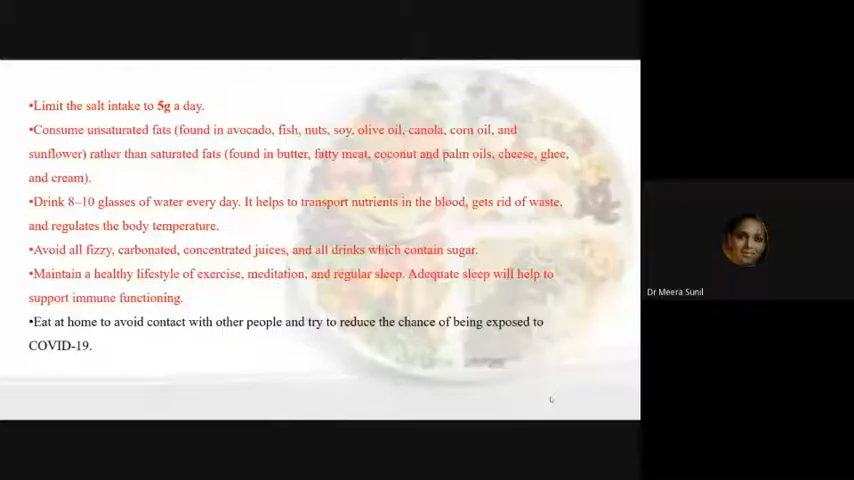 •Limit the salt intake to 5g a day.
•Consume unsaturated fats (found in avocado, fish, nuts, soy, olive oil, canola, corn oil, and
sunflower) rather than saturated fats (found in butter, fatty meat, coconut and palm oils, cheese, ghee,
and cream).
•Drink 8–10 glasses of water every day. It helps to transport nutrients in the blood, gets rid of waste,
and regulates the body temperature.
•Avoid all fizzy, carbonated, concentrated juices, and all drinks which contain sugar.
•Maintain a healthy lifestyle of exercise, meditation, and regular sleep. Adequate sleep will help to
support immune functioning.
•Eat at home to avoid contact with other people and try to reduce the chance of being exposed to
COVID-19.
Dr Meera Sunil